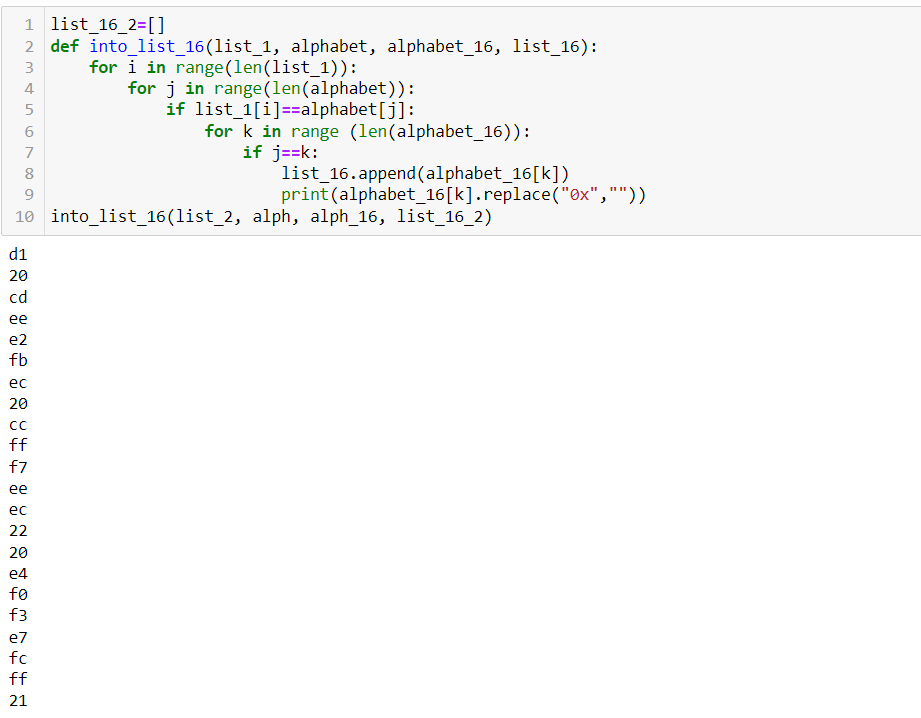 1 list_16_2=[]
2 def into_list_16(list_1, alphabet, alphabet_16, list_16):
3     for i in range(len(list_1)):
4         for j in range(len(alphabet)):
5             if list_1[i]==alphabet[j]:
6                 for k in range (len(alphabet_16)):
7                     if j==k:
8                         list_16.append(alphabet_16[k])
9                         print(alphabet_16[k].replace("0x",""))
10 into_list_16(list_2, alph, alph_16, list_16_2)
d1
20
cd
ee
e2
fb
ec
20
cc
ff
f7
ee
ec
22
20
e4
f0
f3
e7
fc
ff
21